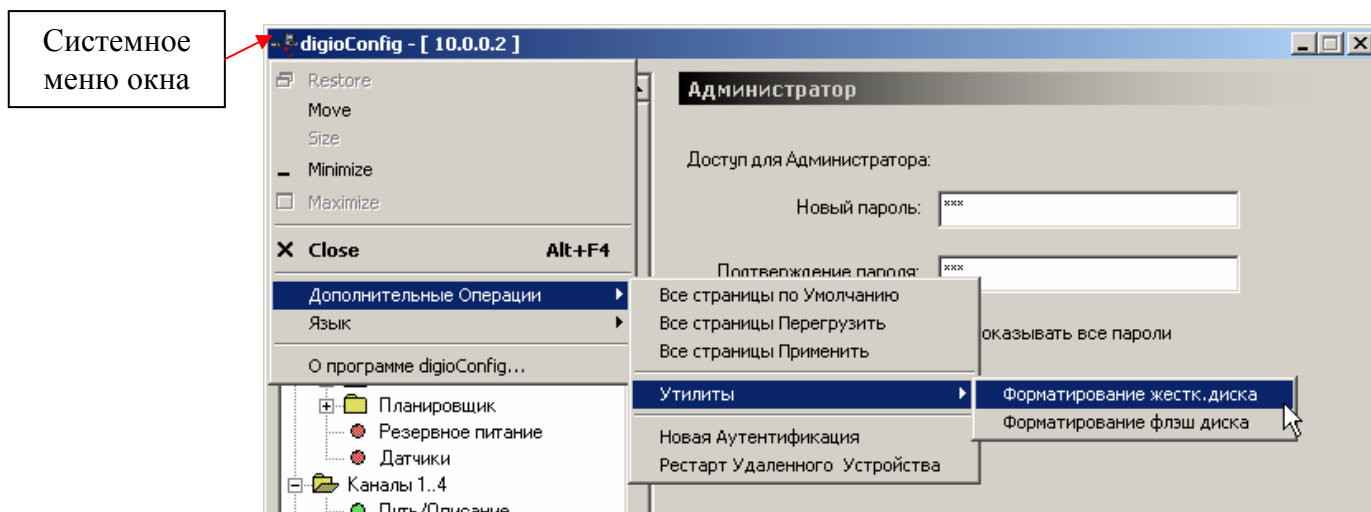 Системное
меню окна
digioConfig - [ 10.0.0.2 ]
Restore
Move
Size
Minimize
Maximize
Close Alt+F4
Дополнительные Операции
Язык
О программе digioConfig...
Администратор
Доступ для Администратора:
Новый пароль: ***
Подтверждение пароля: ***
оказывать все пароли
Все страницы по Умолчанию
Все страницы Перегрузить
Все страницы Применить
Утилиты
Новая Аутентификация
Рестарт Удаленного Устройства
Форматирование жестк.диска
Форматирование флэш диска
Планировщик
Резервное питание
Датчики
Каналы 1..4
Путь/Описание